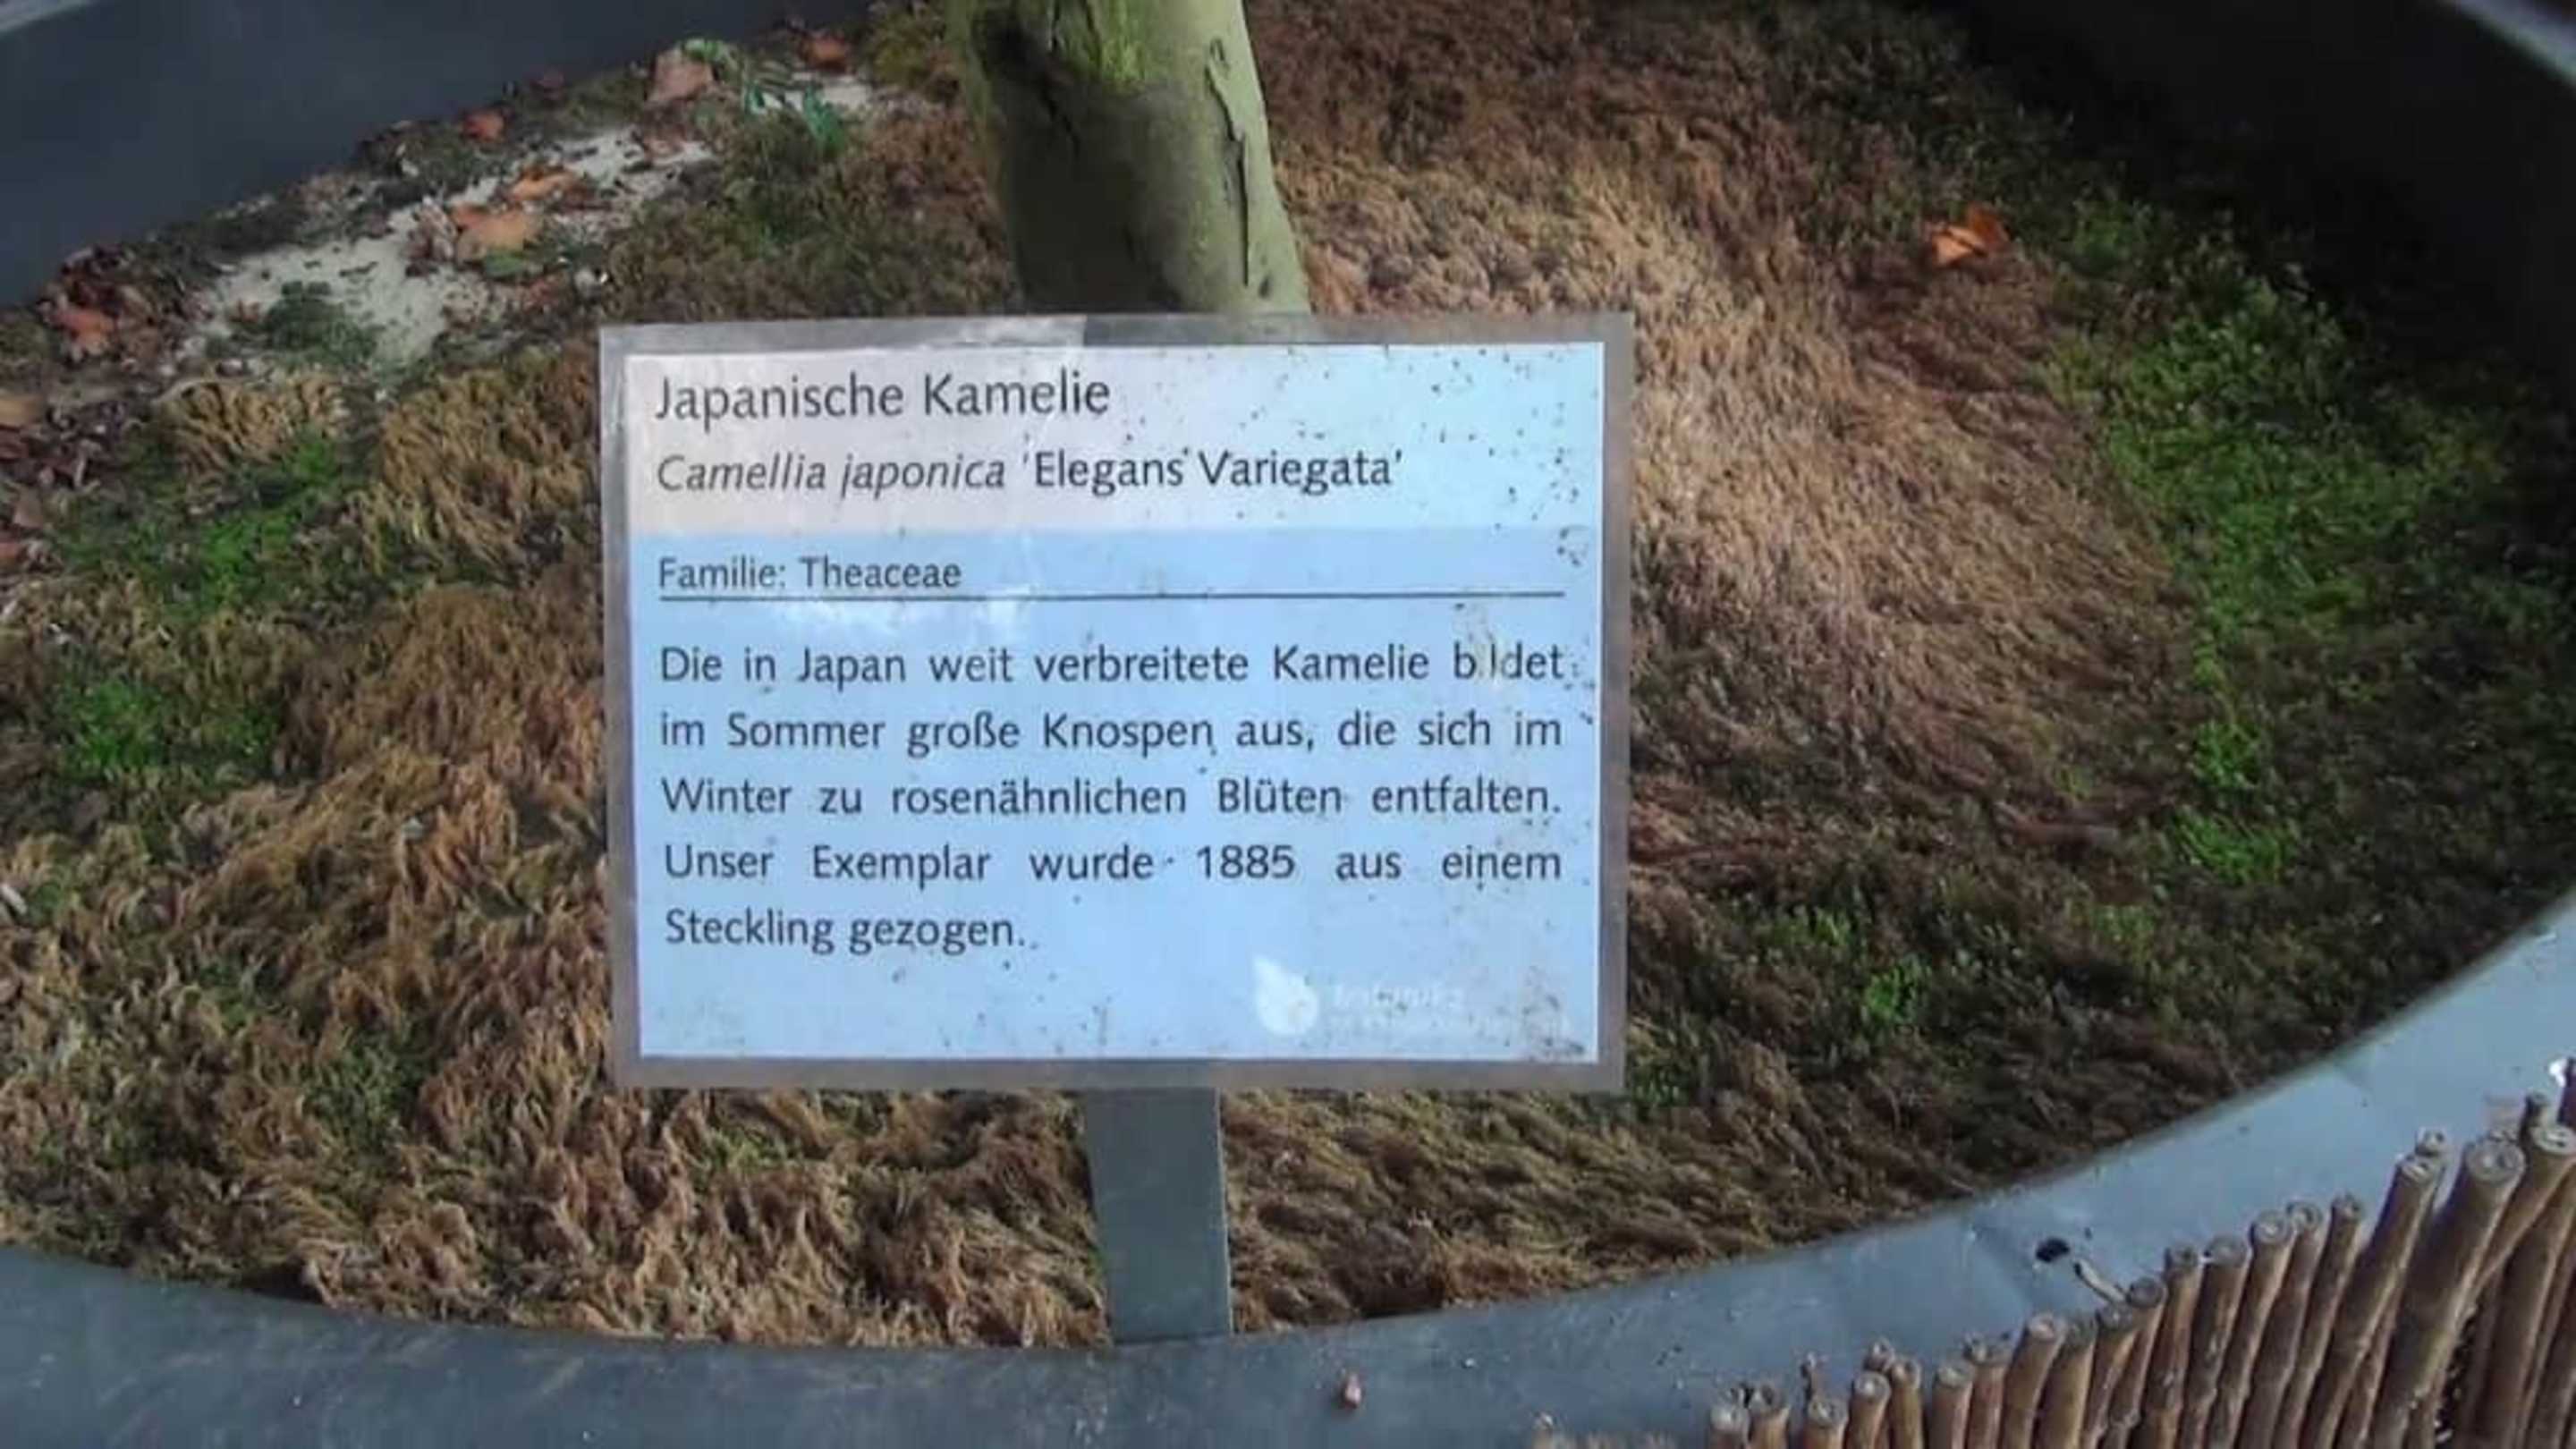 Japanische Kamelie
Camellia japonica 'Elegans Variegata'
Familie: Theaceae
Die in Japan weit verbreitete Kamelie bildet
im Sommer große Knospen aus, die sich im
Winter zu rosenähnlichen Blüten entfalten.
Unser Exemplar wurde 1885 aus einem
Steckling gezogen.